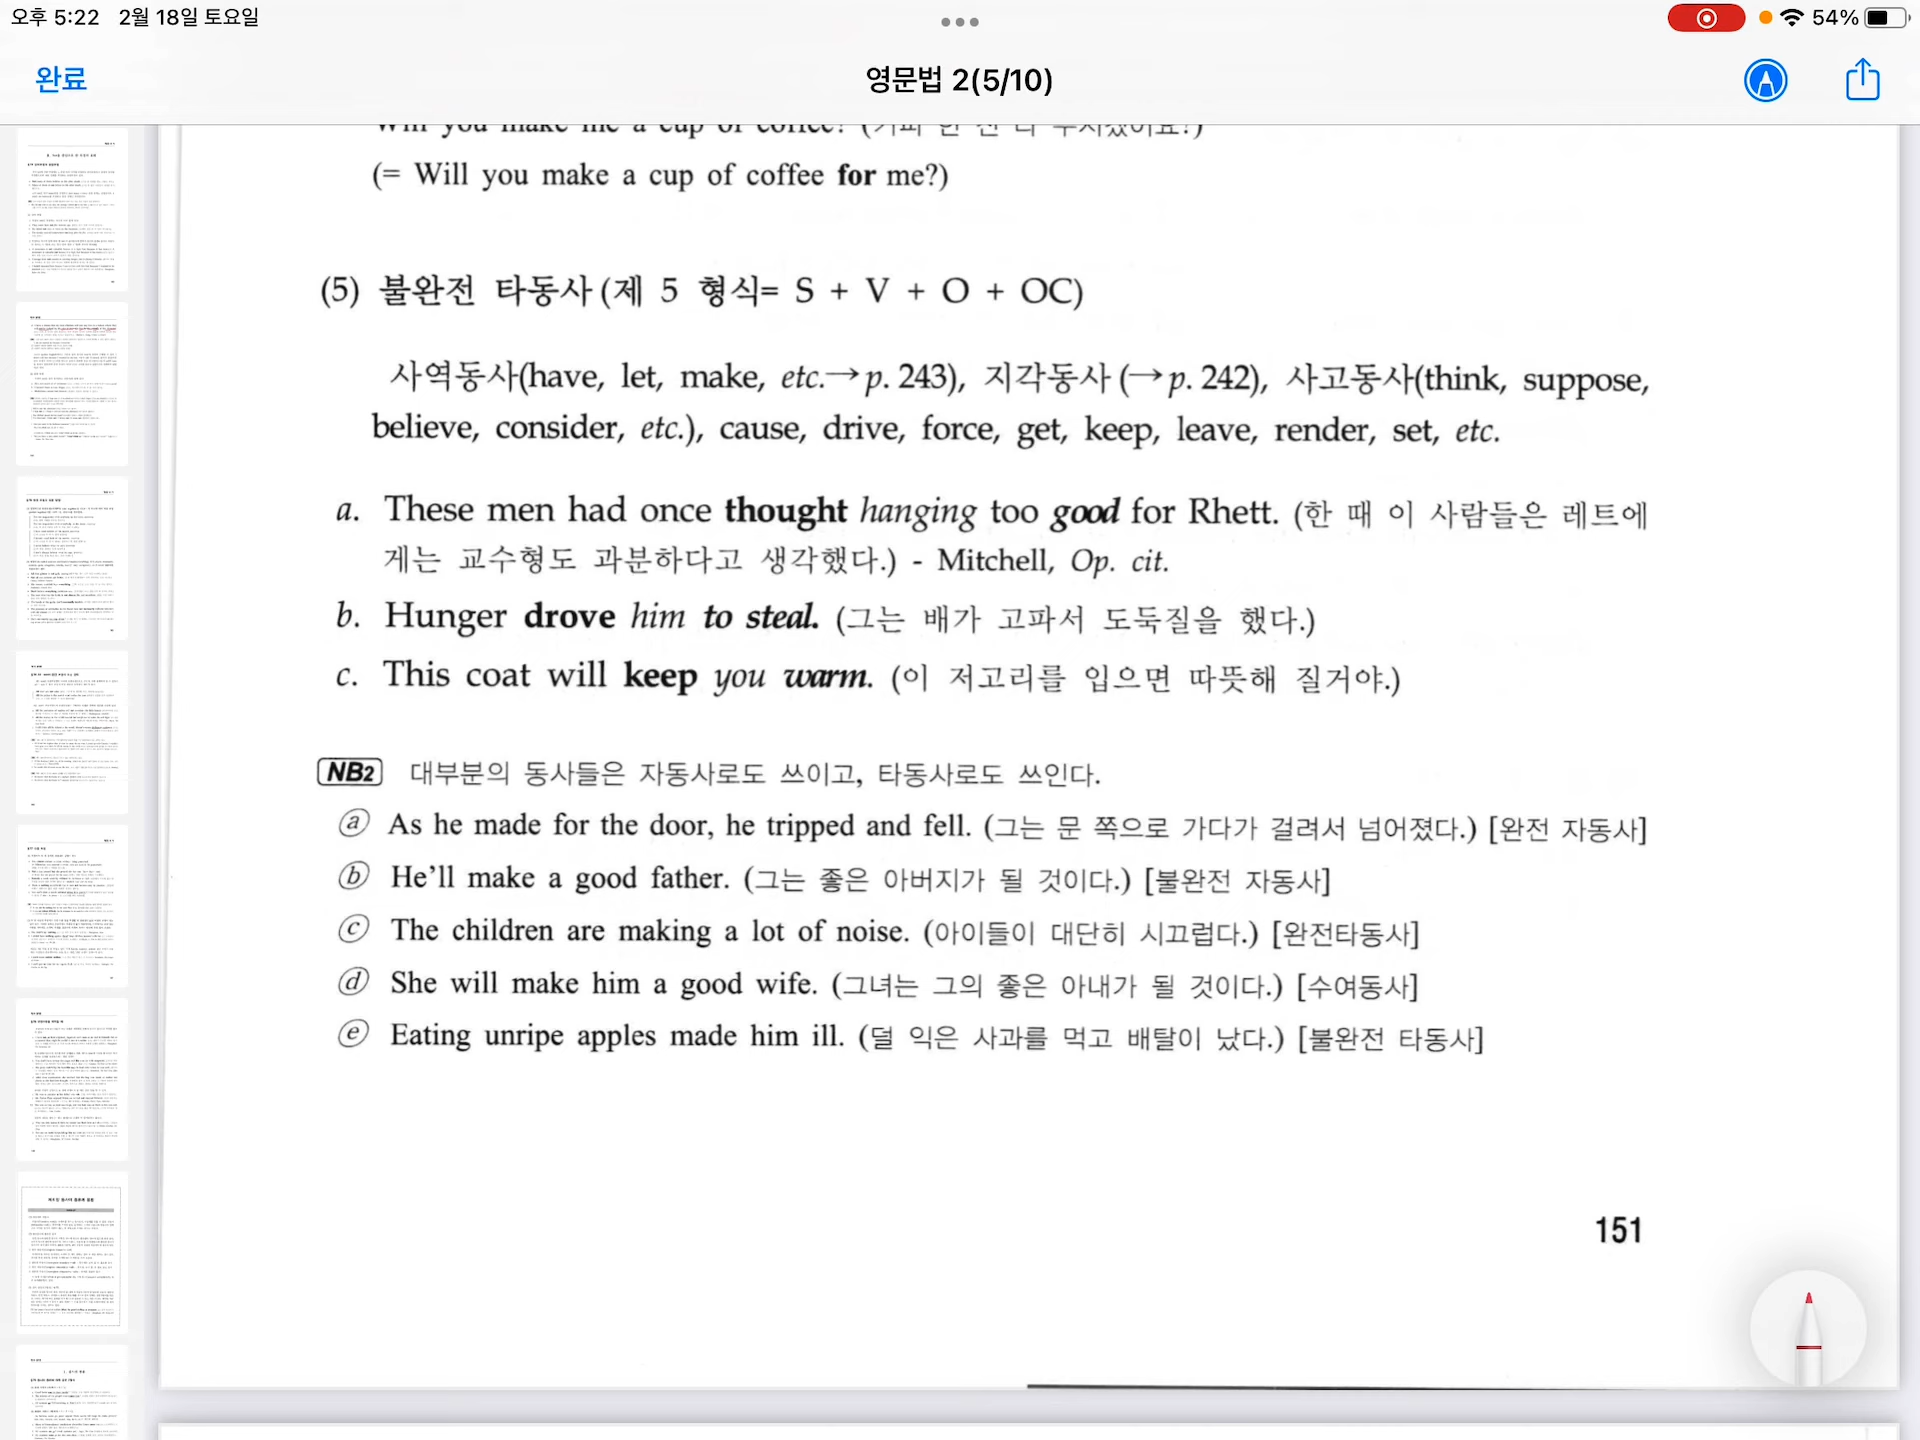 오후 5:22 2월 18일 토요일
54%
완료
영문법 2(5/10)
Will you make me a cup of coffee?
(= Will you make a cup of coffee for me?)
(5) 불완전 타동사(제 5 형식= S + V + O + OC)
사역동사(have, let, make, etc.→p. 243), 지각동사(→p. 242), 사고동사(think, suppose,
believe, consider, etc.), cause, drive, force, get, keep, leave, render, set, etc.
a. These men had once thought hanging too good for Rhett. (한 때 이 사람들은 레트에
게는 교수형도 과분하다고 생각했다.) - Mitchell, Op. cit.
b. Hunger drove him to steal. (그는 배가 고파서 도둑질을 했다.)
c. This coat will keep you warm. (이 저고리를 입으면 따뜻해 질거야.)
NB2 대부분의 동사들은 자동사로도 쓰이고, 타동사로도 쓰인다.
ⓐ As he made for the door, he tripped and fell. (그는 문 쪽으로 가다가 걸려서 넘어졌다.) [완전 자동사]
ⓑ He'll make a good father. (그는 좋은 아버지가 될 것이다.) [불완전 자동사]
ⓒ The children are making a lot of noise. (아이들이 대단히 시끄럽다.) [완전타동사]
ⓓ She will make him a good wife. (그녀는 그의 좋은 아내가 될 것이다.) [수여동사]
ⓔ Eating unripe apples made him ill. (덜 익은 사과를 먹고 배탈이 났다.) [불완전 타동사]
151